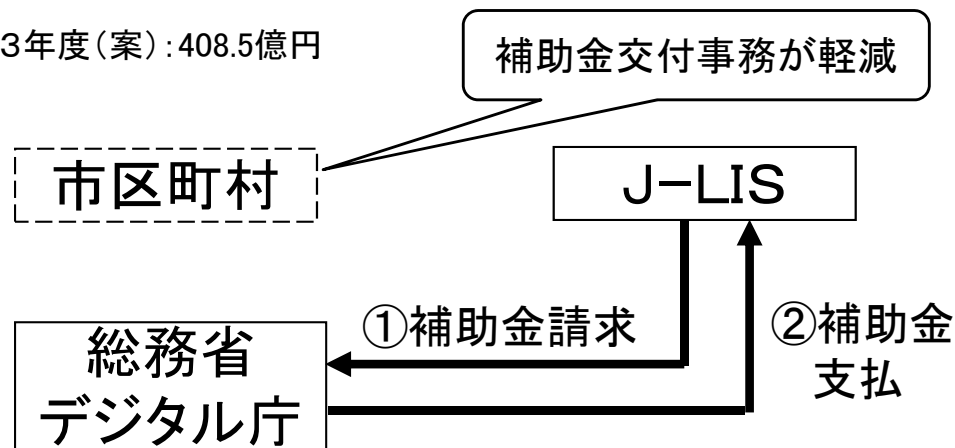 3年度(案):408.5億円
補助金交付事務が軽減
市区町村
J-LIS
①補助金請求
②補助金
支払
総務省
デジタル庁